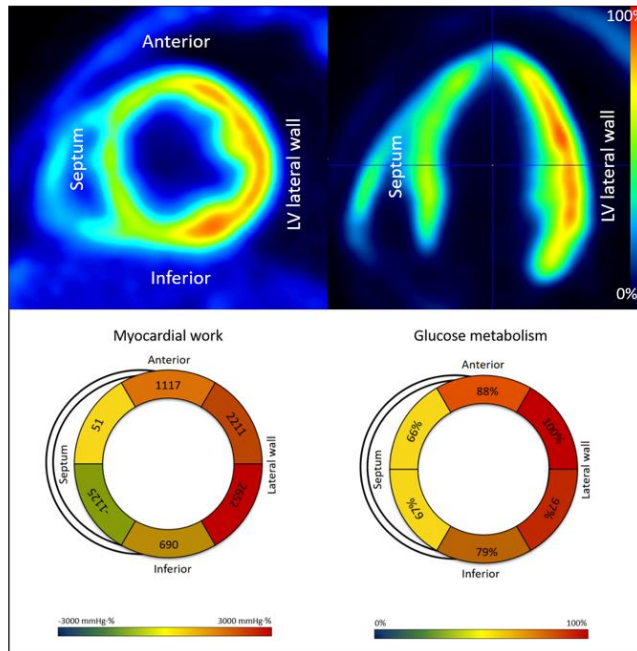 100%
Anterior
Septum
LV lateral wall
Septum
LV lateral wall
Inferior
0%
Myocardial work
Glucose metabolism
Anterior
1117
51
2211
Septum
Lateral wall
-1125
2652
690
Inferior
Anterior
88%
66%
100%
Septum
Lateral wall
67%
97%
79%
Inferior
-3000 mmHg·%
3000 mmHg·%
0%
100%